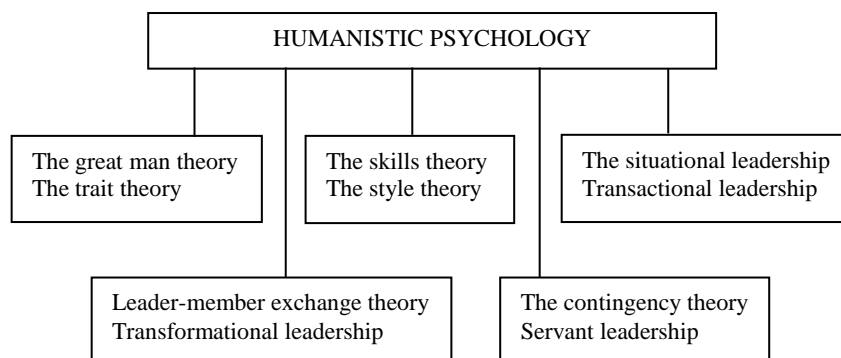 HUMANISTIC PSYCHOLOGY
The great man theory
The trait theory
The skills theory
The style theory
The situational leadership
Transactional leadership
Leader-member exchange theory
Transformational leadership
The contingency theory
Servant leadership